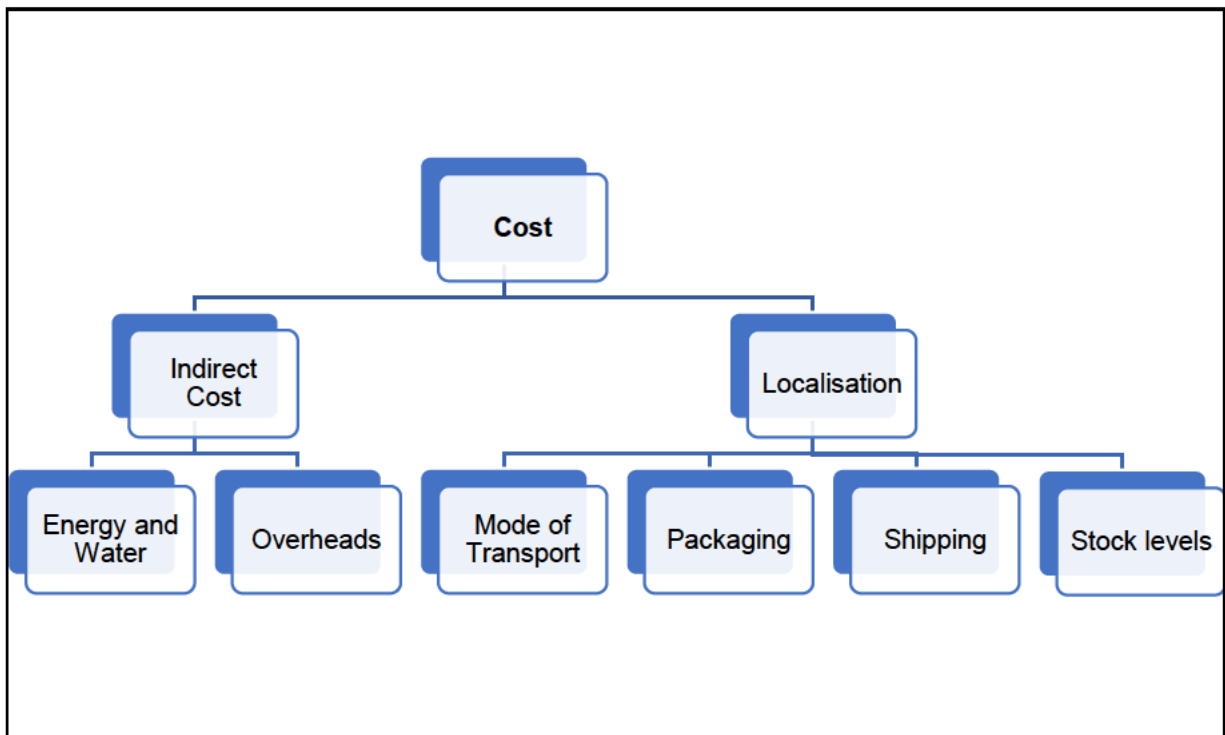 Cost
Indirect
Cost
Localisation
Energy and
Water
Overheads
Mode of
Transport
Packaging
Shipping
Stock levels